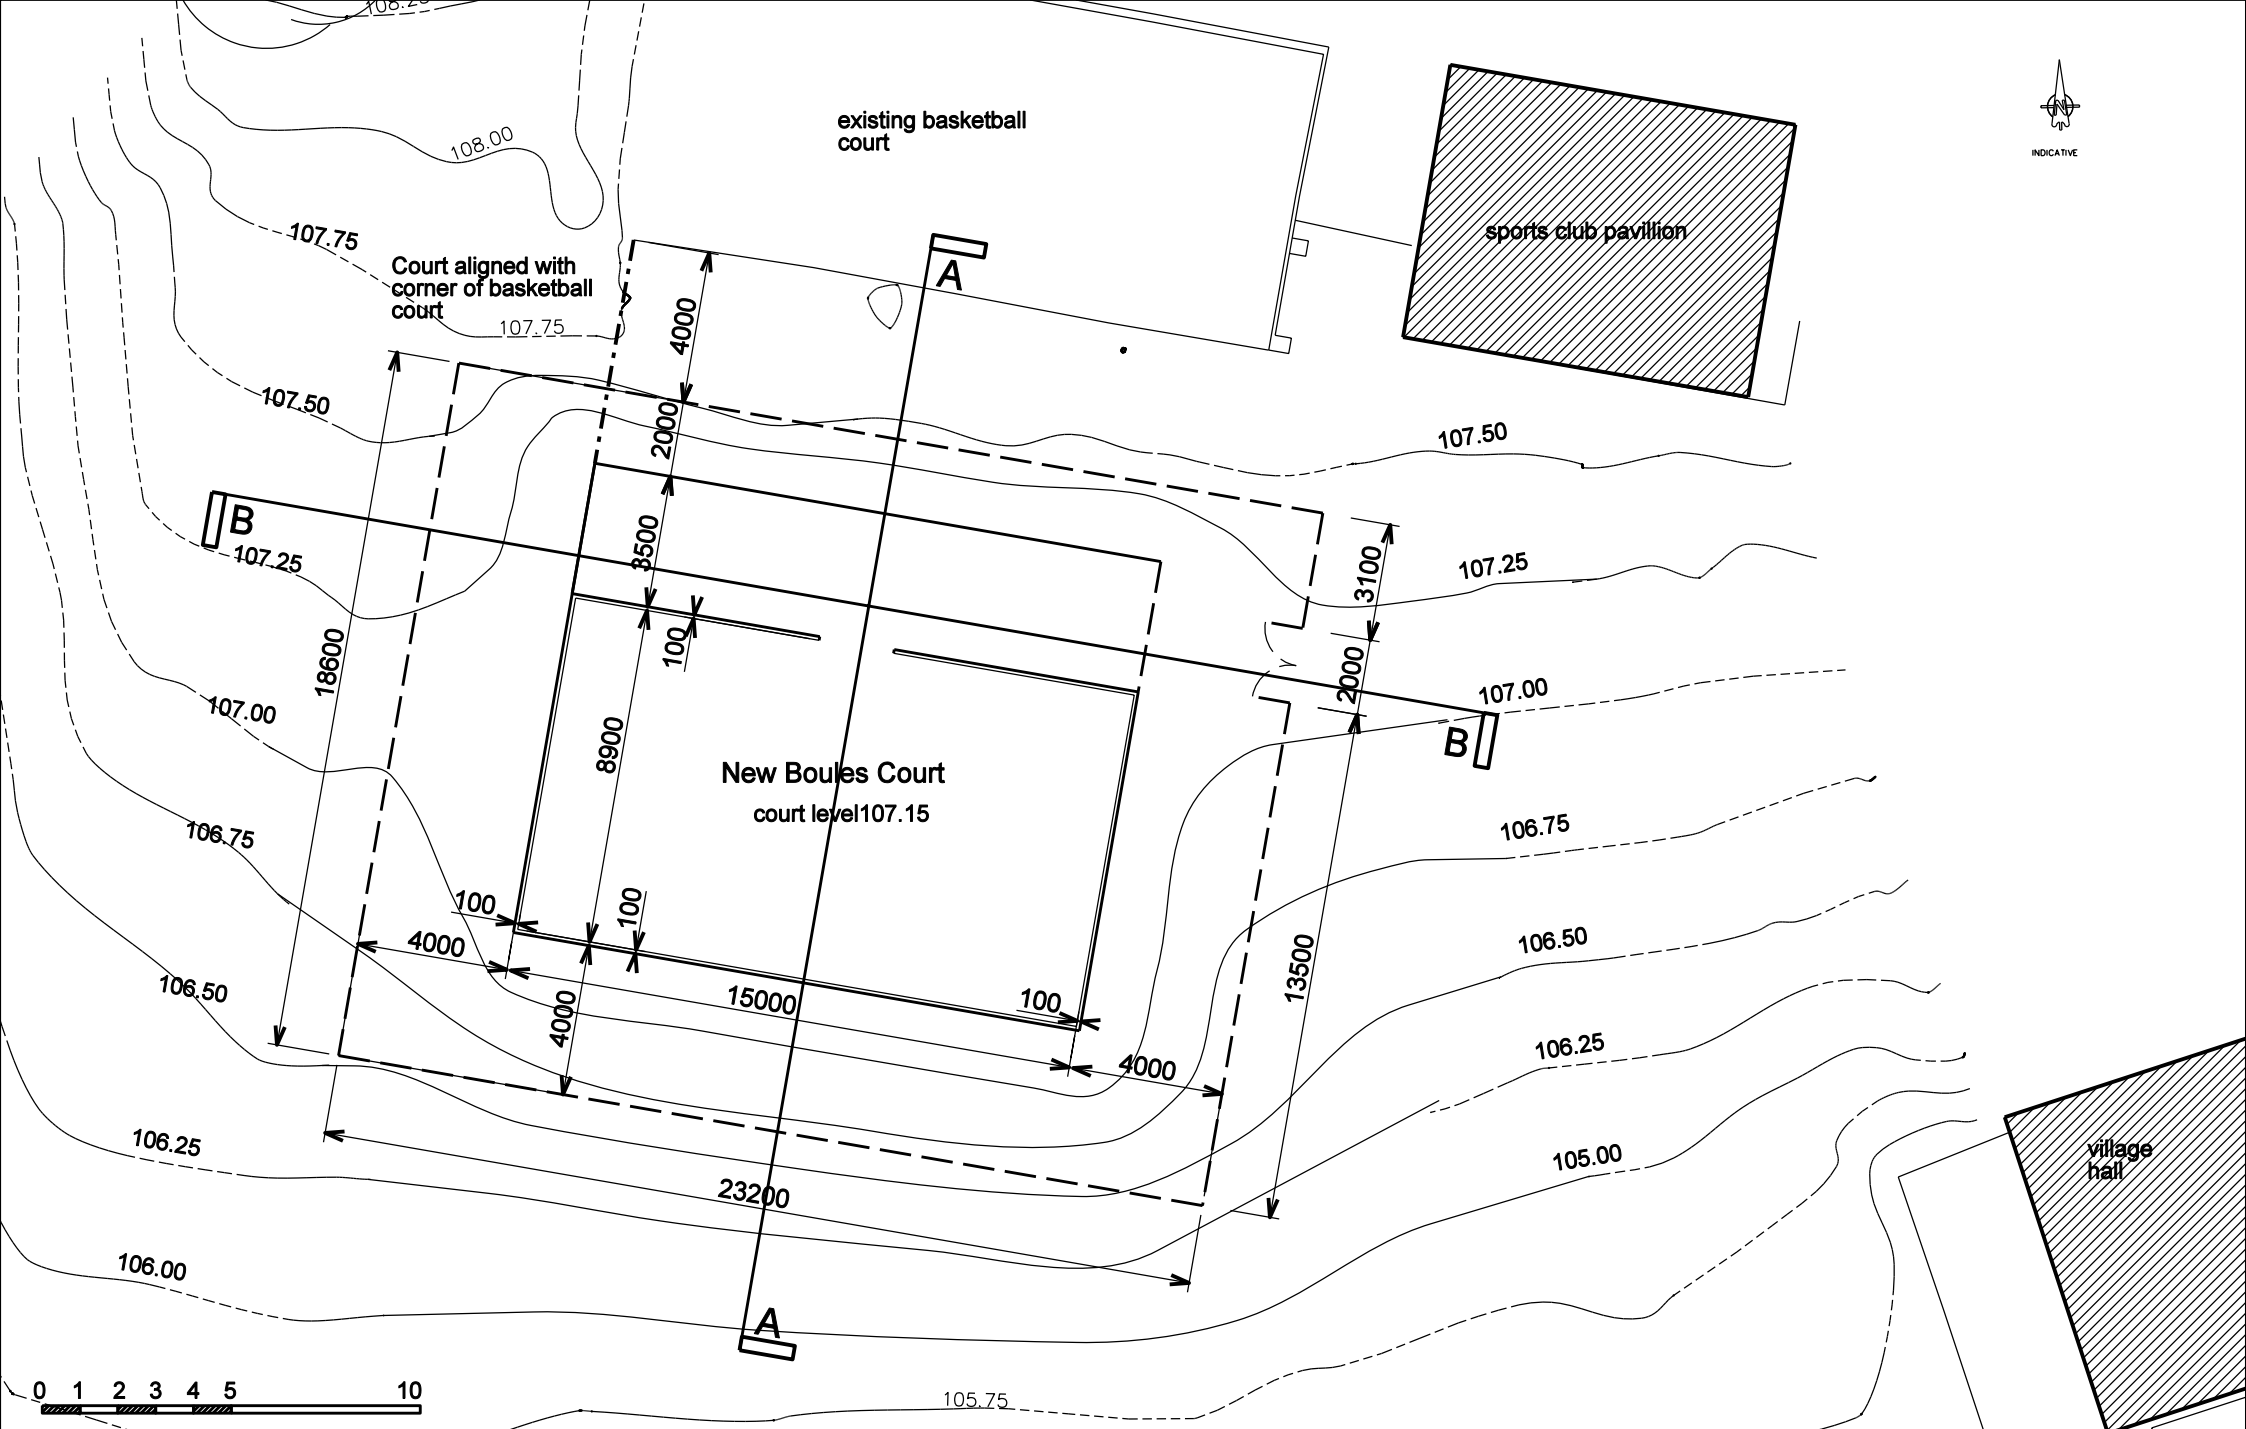 108.25
existing basketball
court
108.00
INDICATIVE
N
107.75
sports club pavillion
Court aligned with
corner of basketball
court
107.75
A
4000
107.50
2000
107.50
B
107.25
3500
3100
107.25
100
18600
2000
107.00
107.00
B
8900
New Boules Court
court level107.15
106.75
106.75
100
100
4000
106.50
106.50
13500
15000
100
4000
4000
106.25
106.25
105.00
village
hall
23200
106.00
A
0 1 2 3 4 5 10
105.75